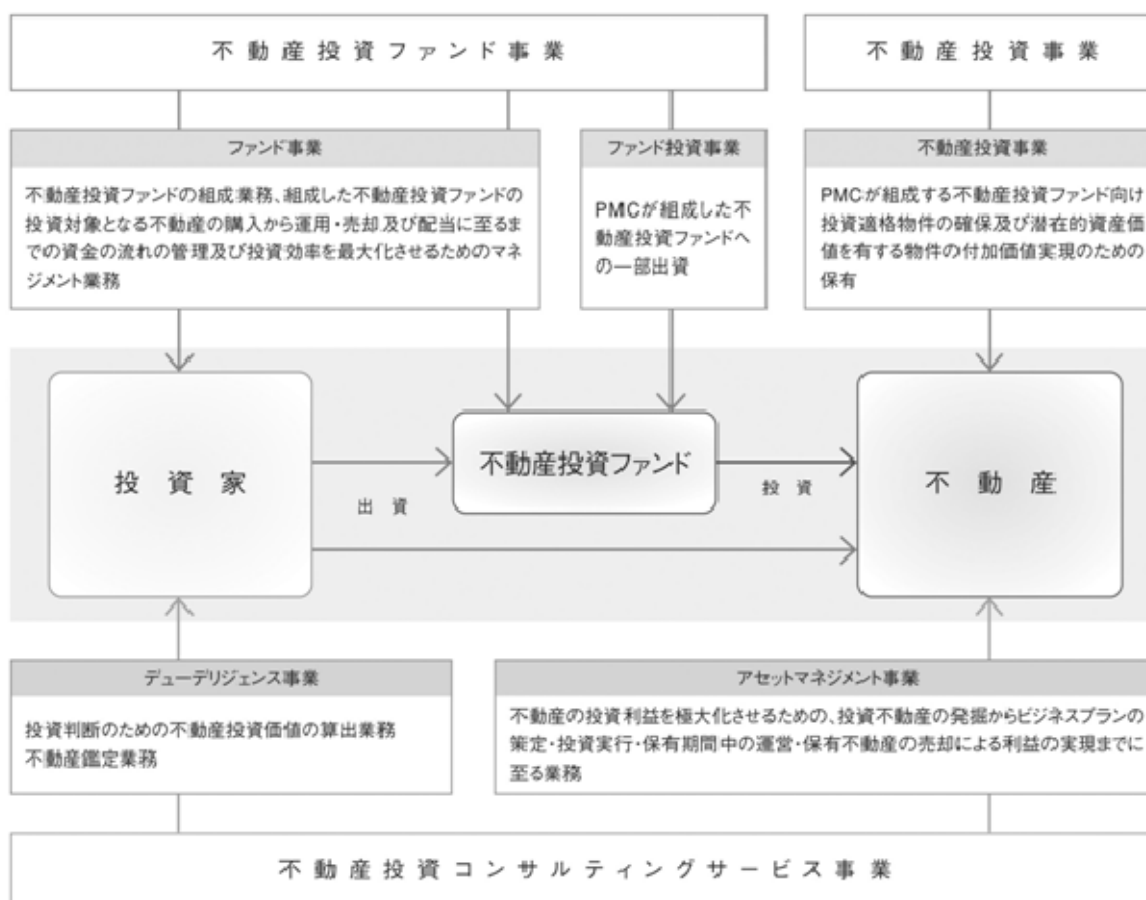 不動産投資ファンド事業
不動産投資事業
ファンド事業
不動産投資ファンドの組成業務、組成した不動産投資ファンドの
投資対象となる不動産の購入から運用・売却及び配当に至るま
での資金の流れの管理及び投資効率を最大化させるためのマネ
ジメント業務
ファンド投資事業
PMCが組成した不
動産投資ファンドへ
の一部出資
不動産投資事業
PMCが組成する不動産投資ファンド向け
投資適格物件の確保及び潜在的資産価
値を有する物件の付加価値実現のための
保有
投資家
出資
不動産投資ファンド
投資
不動産
デューデリジェンス事業
投資判断のための不動産投資価値の算出業務
不動産鑑定業務
アセットマネジメント事業
不動産の投資利益を極大化させるための、投資不動産の発掘からビジネスプランの
策定・投資実行・保有期間中の運営・保有不動産の売却による利益の実現までに
至る業務
不動産投資コンサルティングサービス事業